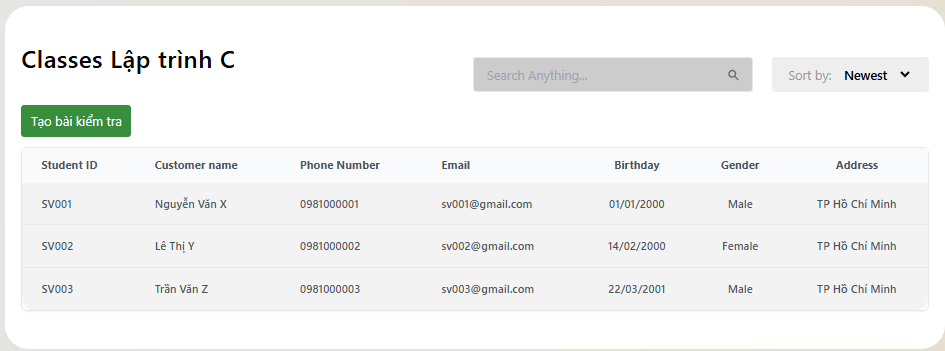 Classes Lập trình C
Search Anything... Sort by: Newest
Tạo bài kiểm tra
Student ID Customer name Phone Number Email Birthday Gender Address
SV001 Nguyễn Văn X 0981000001 sv001@gmail.com 01/01/2000 Male TP Hồ Chí Minh
SV002 Lê Thị Y 0981000002 sv002@gmail.com 14/02/2000 Female TP Hồ Chí Minh
SV003 Trần Văn Z 0981000003 sv003@gmail.com 22/03/2001 Male TP Hồ Chí Minh